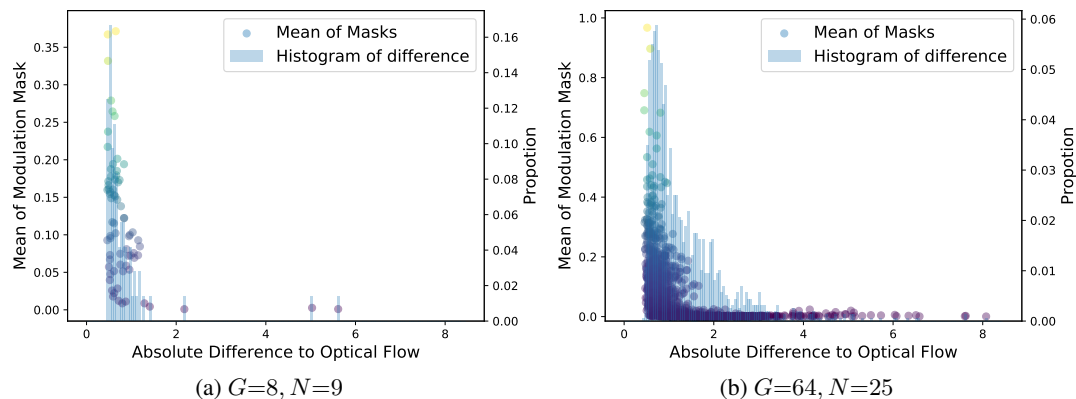 Mean of Masks
Histogram of difference
Mean of Modulation Mask
0.35
0.30
0.25
0.20
0.15
0.10
0.05
0.00
0.16
0.14
0.12
0.10
0.08
0.06
0.04
0.02
0.00
Propotion
0 2 4 6 8
Absolute Difference to Optical Flow
(a) G=8, N=9
Mean of Masks
Histogram of difference
Mean of Modulation Mask
1.0
0.8
0.6
0.4
0.2
0.0
0.06
0.05
0.04
0.03
0.02
0.01
0.00
Propotion
0 2 4 6 8
Absolute Difference to Optical Flow
(b) G=64, N=25